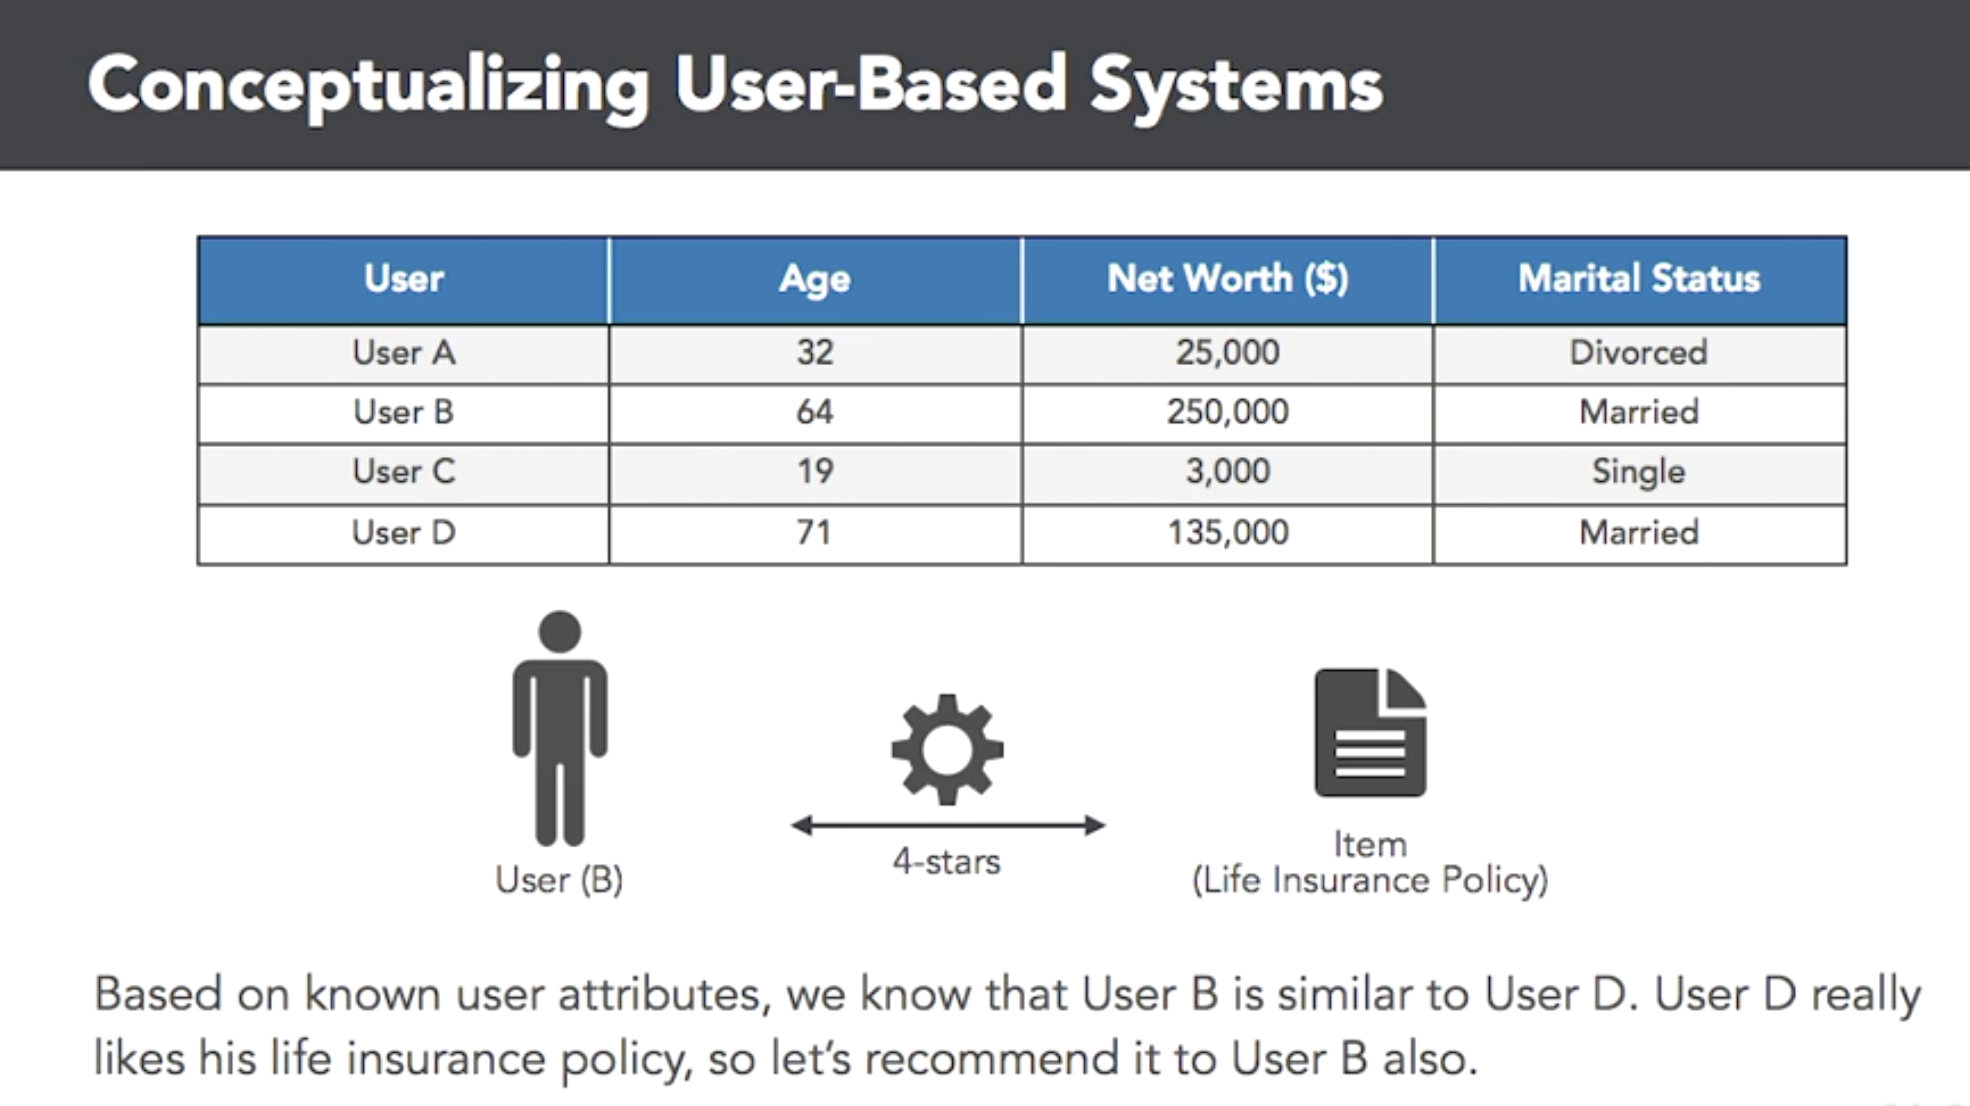 Conceptualizing User-Based Systems
User Age Net Worth ($) Marital Status
User A 32 25,000 Divorced
User B 64 250,000 Married
User C 19 3,000 Single
User D 71 135,000 Married
4-stars
Item
User (B) (Life Insurance Policy)
Based on known user attributes, we know that User B is similar to User D. User D really
likes his life insurance policy, so let's recommend it to User B also.